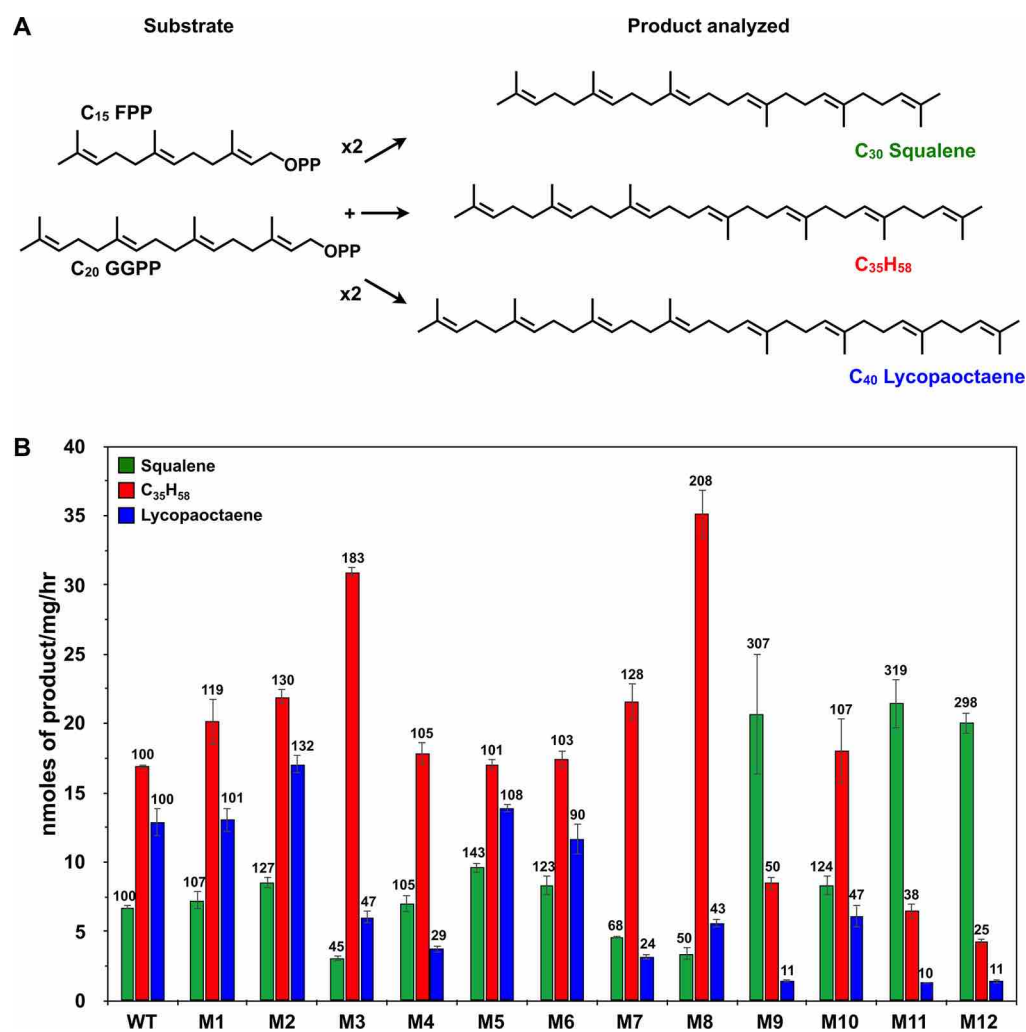 A
Substrate
Product analyzed
C₁₅ FPP
OPP
x2
C₃₀ Squalene
+
OPP
C₂₀ GGPP
C₃₅H₅₈
x2
C₄₀ Lycopaoctaene
B
Squalene
C₃₅H₅₈
Lycopaoctaene
nmoles of product/mg/hr
40
35
30
25
20
15
10
5
0
100 100 100
107 119 101
127 130 132
45 183 47
105 105 29
143 101 108
123 103 90
68 128 24
50 208 43
307 50 11
124 107 47
319 38 10
298 25 11
WT M1 M2 M3 M4 M5 M6 M7 M8 M9 M10 M11 M12